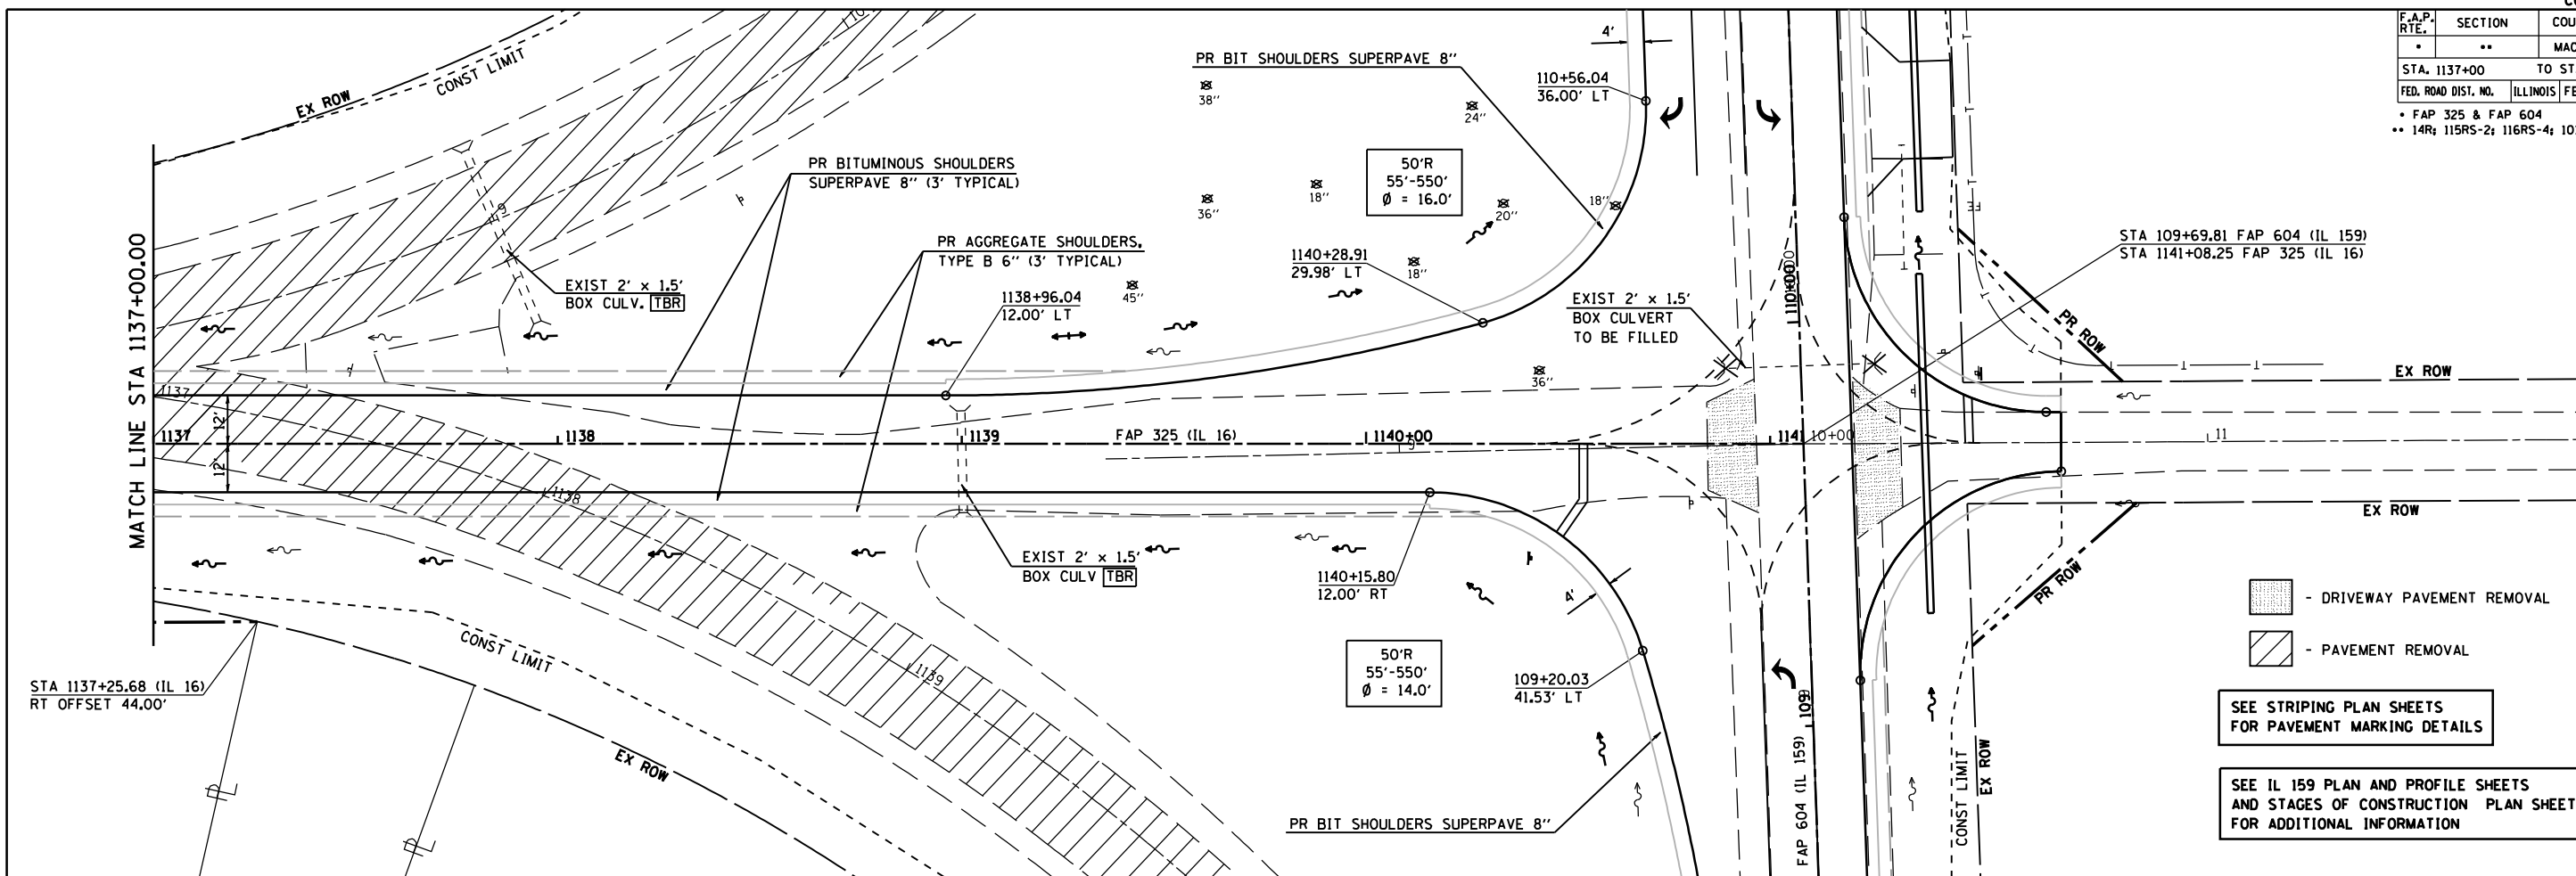 F.A.P. RTE.
SECTION
• •• MAC
STA. 1137+00 TO ST
FED. ROAD DIST. NO. ILLINOIS
• FAP 325 & FAP 604
•• 14R; 115RS-2; 116RS-4;
EX ROW
CONST LIMIT
PR BIT SHOULDERS SUPERPAVE 8''
4'
110+56.04
36.00' LT
38''
24''
PR BITUMINOUS SHOULDERS
SUPERPAVE 8'' (3' TYPICAL)
50'R
55'-550'
Ø = 16.0'
36''
18''
20''
18''
PR AGGREGATE SHOULDERS,
TYPE B 6'' (3' TYPICAL)
STA 109+69.81 FAP 604 (IL 159)
STA 1141+08.25 FAP 325 (IL 16)
1140+28.91
29.98' LT
18''
EXIST 2' x 1.5'
BOX CULV. TBR
45''
1138+96.04
12.00' LT
EXIST 2' x 1.5'
BOX CULVERT
TO BE FILLED
110+00
PR ROW
MATCH LINE STA 1137+00.00
36''
EX ROW
1137
12'
12'
1137
1138
1139
FAP 325 (IL 16)
1140+00
9
1141
10+00
11
1138
EX ROW
EXIST 2' x 1.5'
BOX CULV TBR
1140+15.80
12.00' RT
4'
PR ROW
- DRIVEWAY PAVEMENT REMOVAL
CONST LIMIT
50'R
55'-550'
Ø = 14.0'
- PAVEMENT REMOVAL
1139
STA 1137+25.68 (IL 16)
RT OFFSET 44.00'
109+20.03
41.53' LT
109
SEE STRIPING PLAN SHEETS
FOR PAVEMENT MARKING DETAILS
EX ROW
FAP 604 (IL 159)
CONST LIMIT
EX ROW
SEE IL 159 PLAN AND PROFILE SHEETS
AND STAGES OF CONSTRUCTION PLAN SHEET
FOR ADDITIONAL INFORMATION
PL
PL
PR BIT SHOULDERS SUPERPAVE 8''